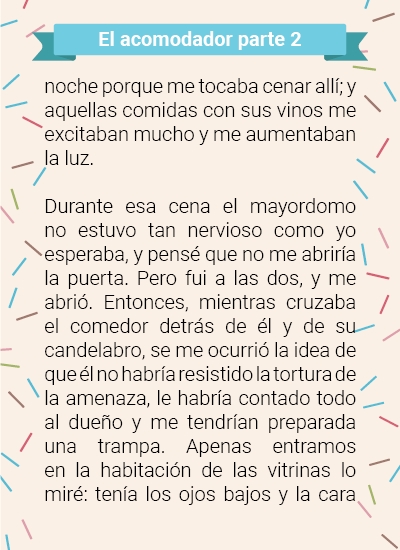 El acomodador parte 2
noche porque me tocaba cenar allí; y
aquellas comidas con sus vinos me
excitaban mucho y me aumentaban
la luz.
Durante esa cena el mayordomo
no estuvo tan nervioso como yo
esperaba, y pensé que no me abriría
la puerta. Pero fui a las dos, y me
abrió. Entonces, mientras cruzaba
el comedor detrás de él y de su
candelabro, se me ocurrió la idea de
que él no habría resistido la tortura de
la amenaza, le habría contado todo
al dueño y me tendrían preparada
una trampa. Apenas entramos
en la habitación de las vitrinas lo
miré: tenía los ojos bajos y la cara